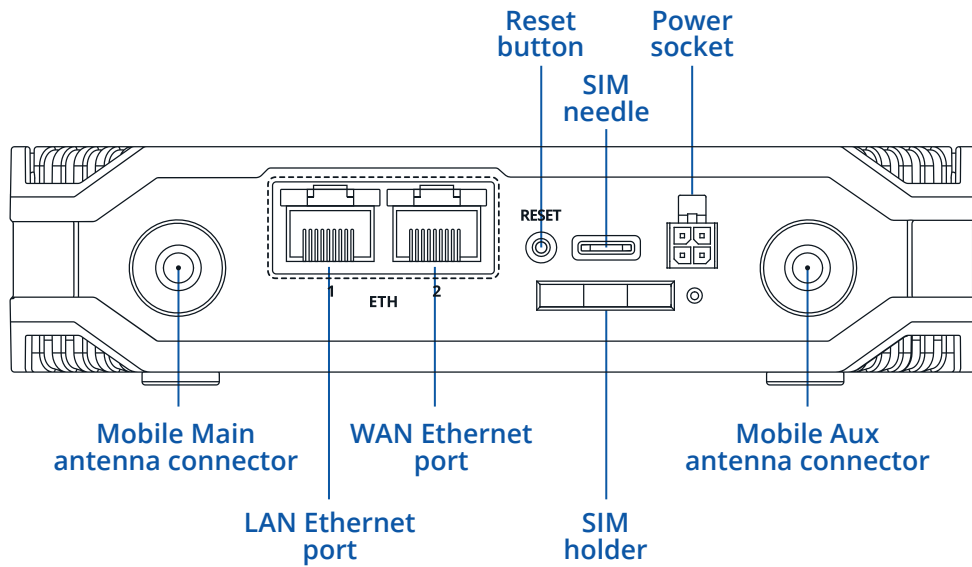 Reset
button
Power
socket
SIM
needle
RESET
1
2
ETH
Mobile Main
antenna connector
WAN Ethernet
port
Mobile Aux
antenna connector
LAN Ethernet
port
SIM
holder